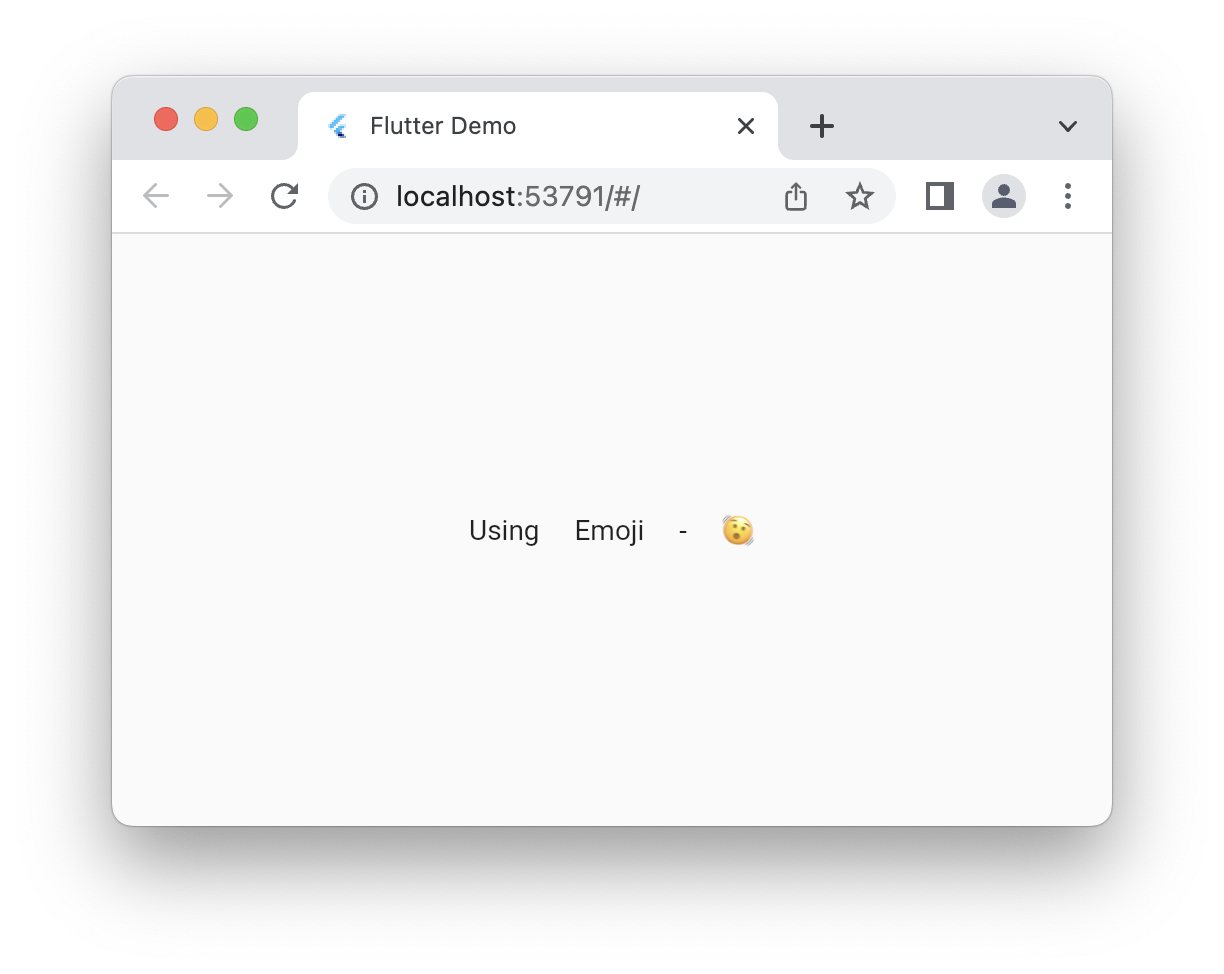 Flutter Demo
localhost:53791/#/
Using Emoji - 🫨